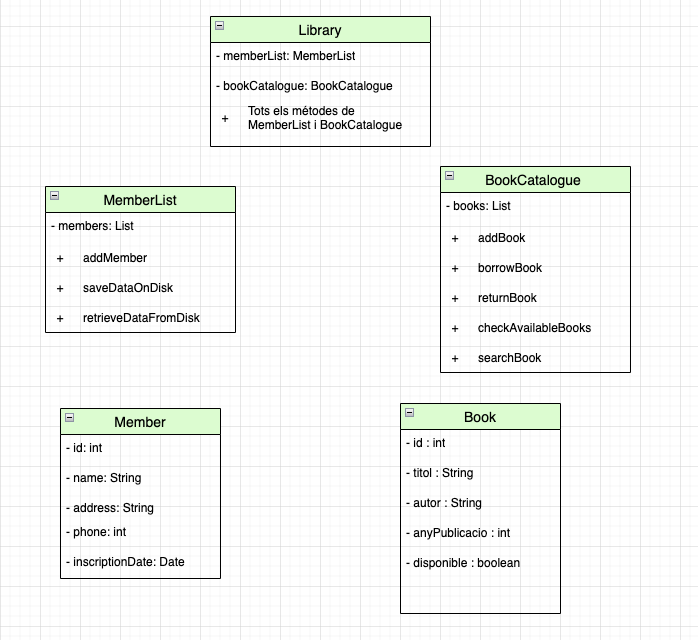 Library
- memberList: MemberList
- bookCatalogue: BookCatalogue
+ Tots els métodes de
MemberList i BookCatalogue
MemberList
- members: List
+ addMember
+ saveDataOnDisk
+ retrieveDataFromDisk
BookCatalogue
- books: List
+ addBook
+ borrowBook
+ returnBook
+ checkAvailableBooks
+ searchBook
Member
- id: int
- name: String
- address: String
- phone: int
- inscriptionDate: Date
Book
- id : int
- titol : String
- autor : String
- anyPublicacio : int
- disponible : boolean